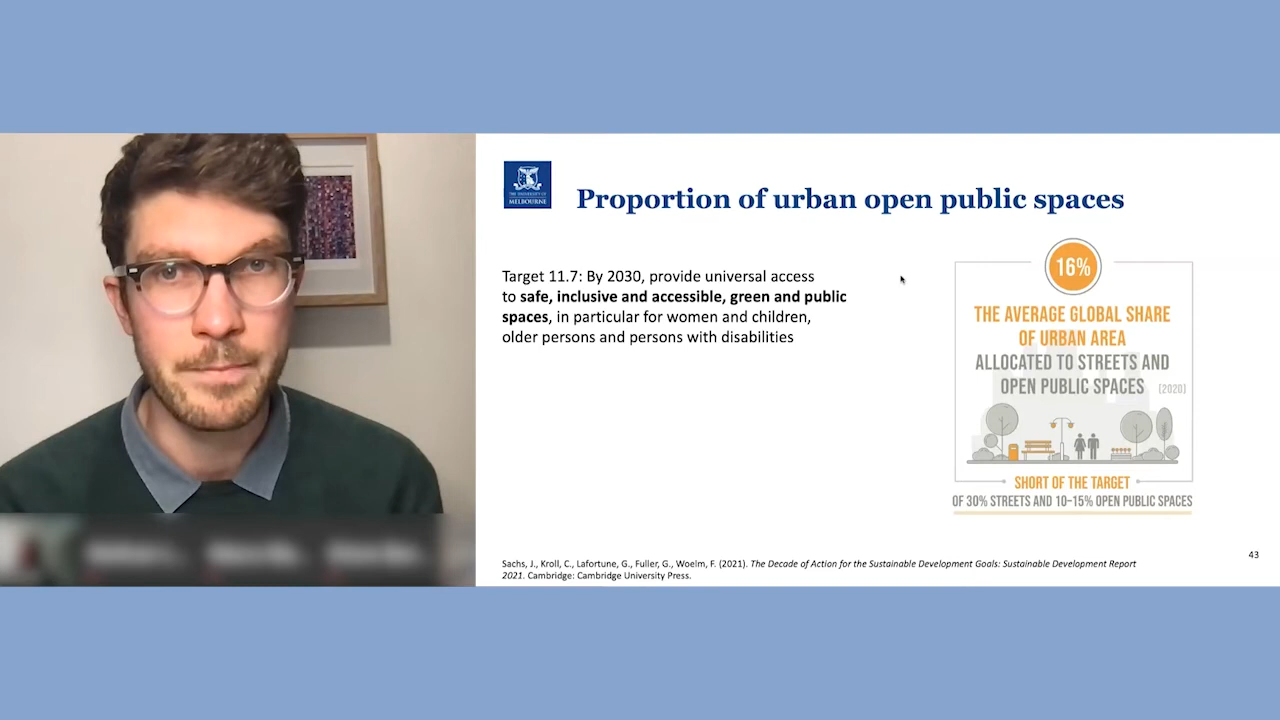 THE UNIVERSITY OF
MELBOURNE
Proportion of urban open public spaces
Target 11.7: By 2030, provide universal access
to safe, inclusive and accessible, green and public
spaces, in particular for women and children,
older persons and persons with disabilities
16%
THE AVERAGE GLOBAL SHARE
OF URBAN AREA
ALLOCATED TO STREETS AND
OPEN PUBLIC SPACES [2020]
SHORT OF THE TARGET
OF 30% STREETS AND 10-15% OPEN PUBLIC SPACES
43
Sachs, J., Kroll, C., Lafortune, G., Fuller, G., Woelm, F. (2021). The Decade of Action for the Sustainable Development Goals: Sustainable Development Report
2021. Cambridge: Cambridge University Press.